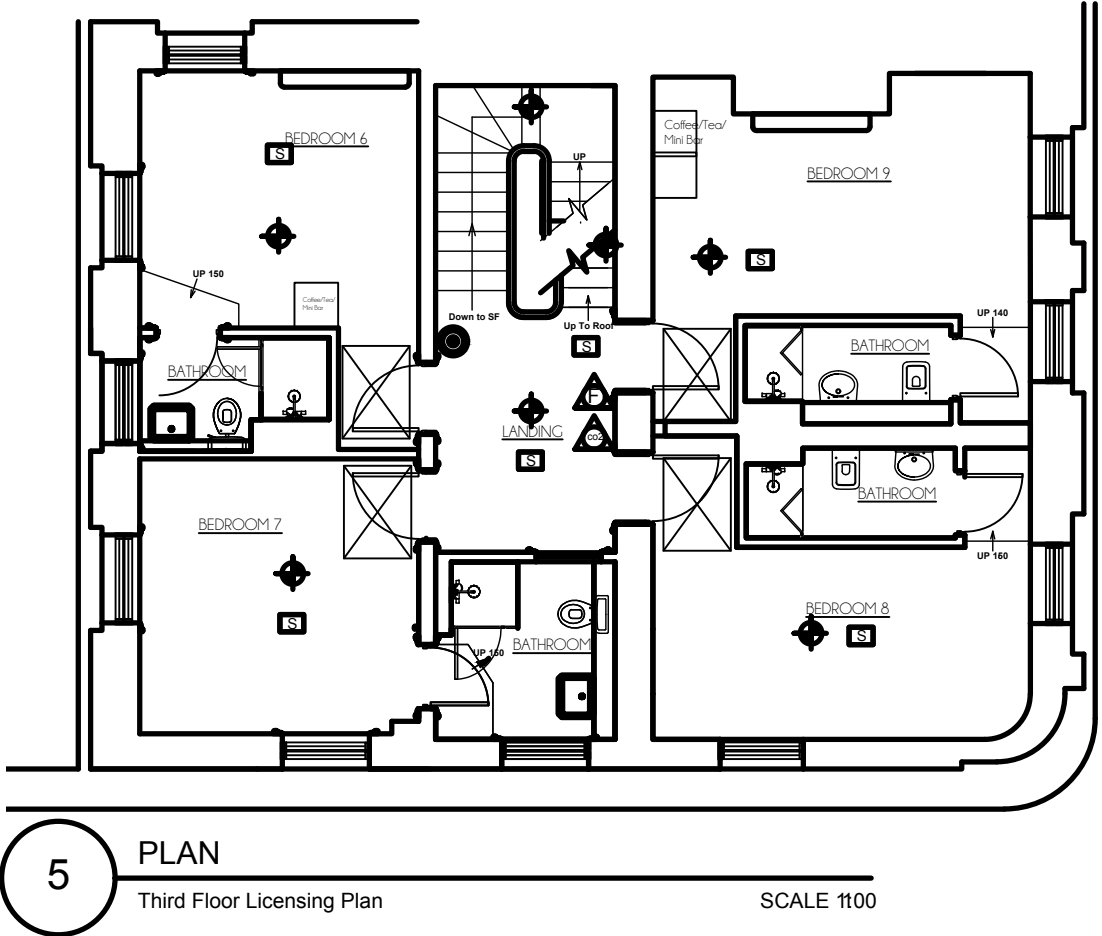 UP
Coffee/Tea/
Mini Bar
BEDROOM 6
S
BEDROOM 9
S
UP 150
Coffee/Tea/
Mini Bar
Down to SF
Up To Roof
UP 140
S
BATHROOM
BATHROOM
F
LANDING
co2
S
BATHROOM
BEDROOM 7
UP 150
BEDROOM 8
S
S
BATHROOM
UP 150
5
PLAN
Third Floor Licensing Plan
SCALE 1:100